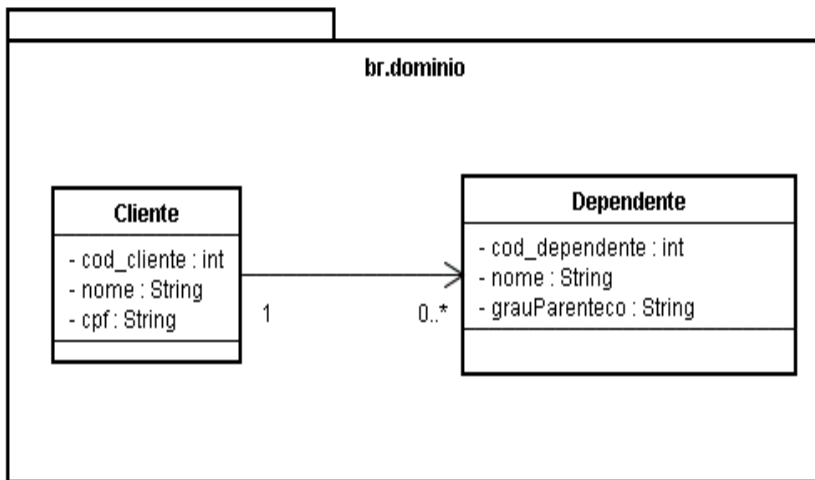 br.dominio
Cliente
- cod_cliente : int
- nome : String
- cpf : String
1
0..*
Dependente
- cod_dependente : int
- nome : String
- grauParenteco : String